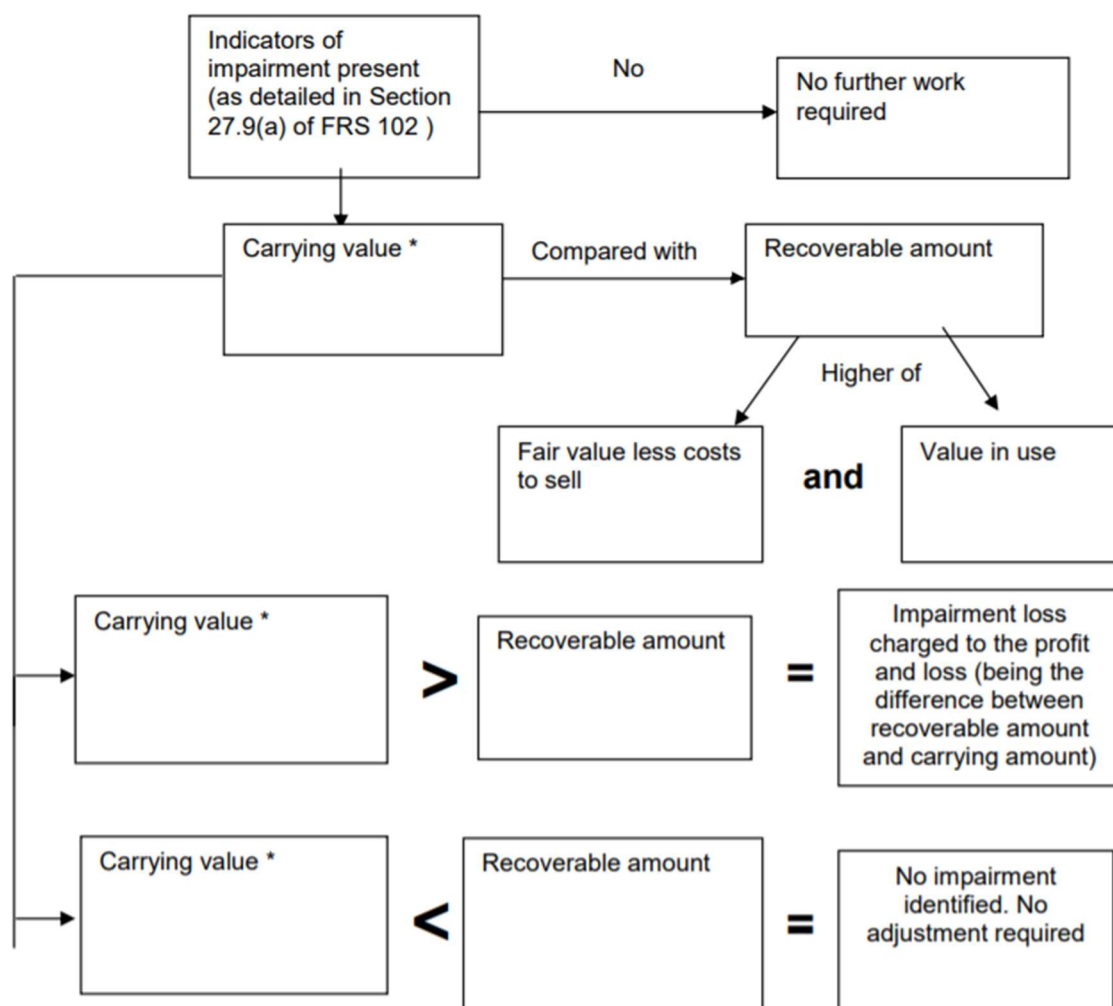 Indicators of
impairment present
(as detailed in Section
27.9(a) of FRS 102 )
No
No further work
required
Carrying value *
Compared with
Recoverable amount
Higher of
Fair value less costs
to sell
and
Value in use
Carrying value *
>
Recoverable amount
=
Impairment loss
charged to the profit
and loss (being the
difference between
recoverable amount
and carrying amount)
Carrying value *
<
Recoverable amount
=
No impairment
identified. No
adjustment required